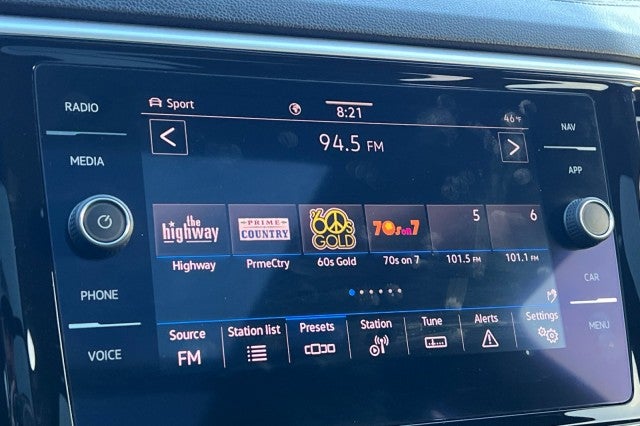 RADIO
MEDIA
PHONE
VOICE
Sport
8:21
46°F
94.5 FM
the highway
PRIME COUNTRY
60s GOLD
70s on 7
5
6
Highway
PrmeCtry
60s Gold
70s on 7
101.5 FM
101.1 FM
Source
FM
Station list
Presets
Station
Tune
Alerts
Settings
NAV
APP
CAR
MENU